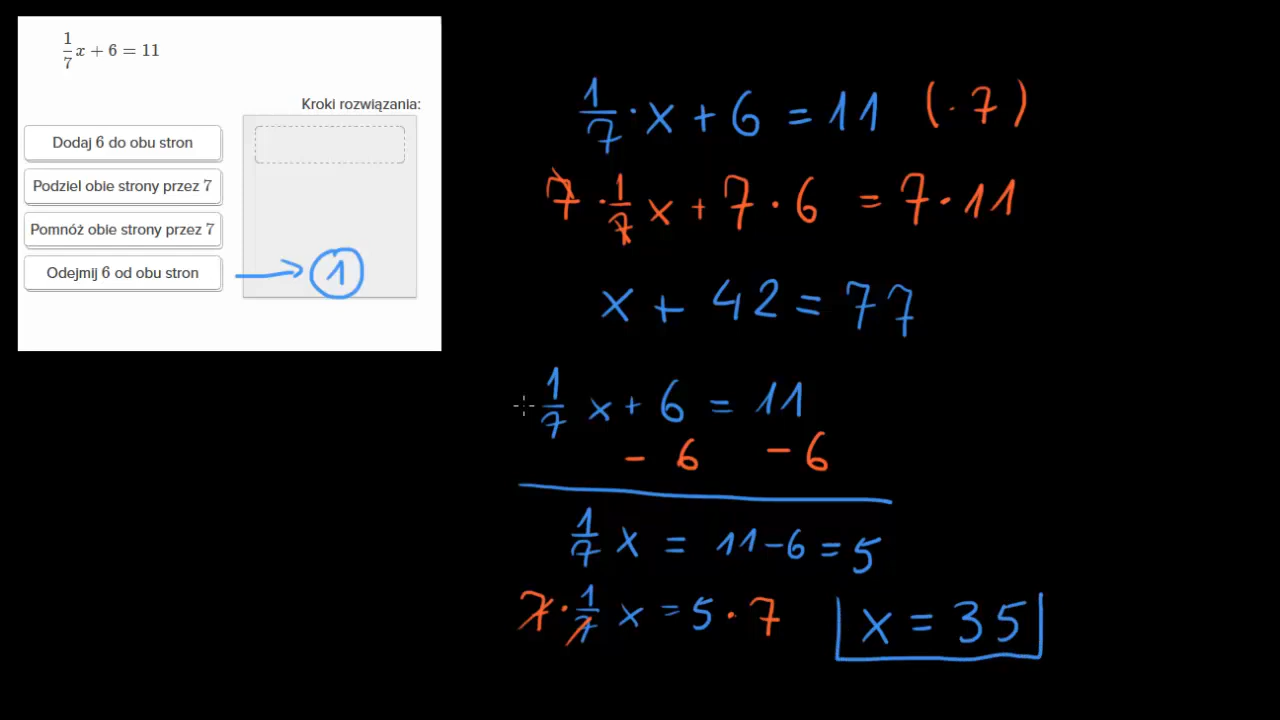 1/7 x + 6 = 11
Kroki rozwiązania:
Dodaj 6 do obu stron
Podziel obie strony przez 7
Pomnóż obie strony przez 7
Odejmij 6 od obu stron → 1
1/7 · x + 6 = 11 (· 7)
7 · 1/7 x + 7 · 6 = 7 · 11
x + 42 = 77
1/7 x + 6 = 11
- 6 - 6
1/7 x = 11 - 6 = 5
7 · 1/7 x = 5 · 7
x = 35